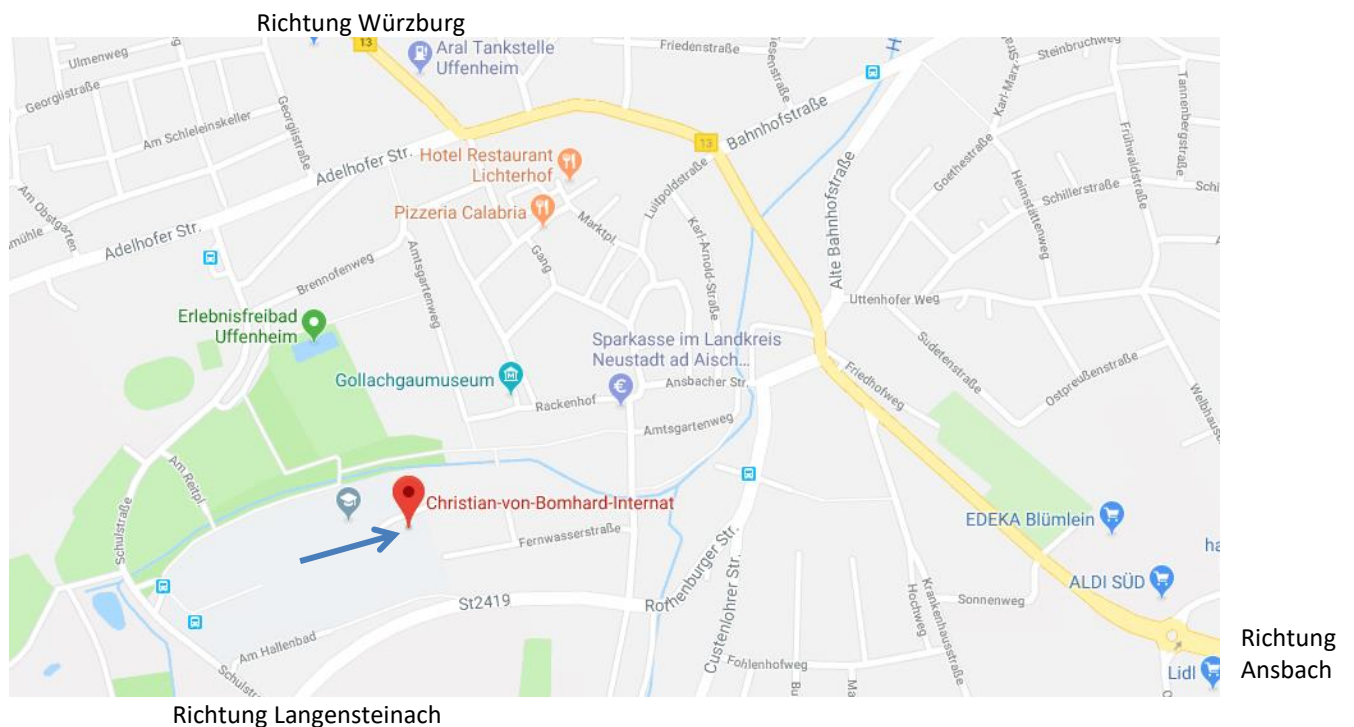 Richtung Würzburg
13
Aral Tankstelle
Uffenheim
Friedenstraße
Steinbruchweg
Ulmenweg
Georgiistraße
Georgiistraße
Karl-Marx-Str.
Tannenbergstraße
Am Schleleinskeller
Bahnhofstraße
13
Frühwaldstraße
Adelhofer Str.
Hotel Restaurant
Lichterhof
Luitpoldstraße
Goethestraße
Heimstättenweg
Schillerstraße
Am Obstgarten
Pizzeria Calabria
Marktpl.
Karl-Arnold-Straße
Alte Bahnhofstraße
Adelhofer Str.
Gang
Brennofenweg
Amtsgartenweg
Uttenhofer Weg
Erlebnisfreibad
Uffenheim
Sparkasse im Landkreis
Neustadt ad Aisch...
Sudetenstraße
Ostpreußenstraße
Friedhofweg
Gollachgaumuseum
Ansbacher Str.
Rackenhof
Amtsgartenweg
Am Reitpl.
Schulstraße
Christian-von-Bomhard-Internat
Fernwasserstraße
EDEKA Blümlein
ALDI SÜD
Rothenburger Str.
Custenlohrer Str.
St2419
Hochweg
Krankenhausstraße
Sonnenweg
Am Hallenbad
Fohlenhofweg
Lidl
Richtung
Ansbach
Richtung Langensteinach